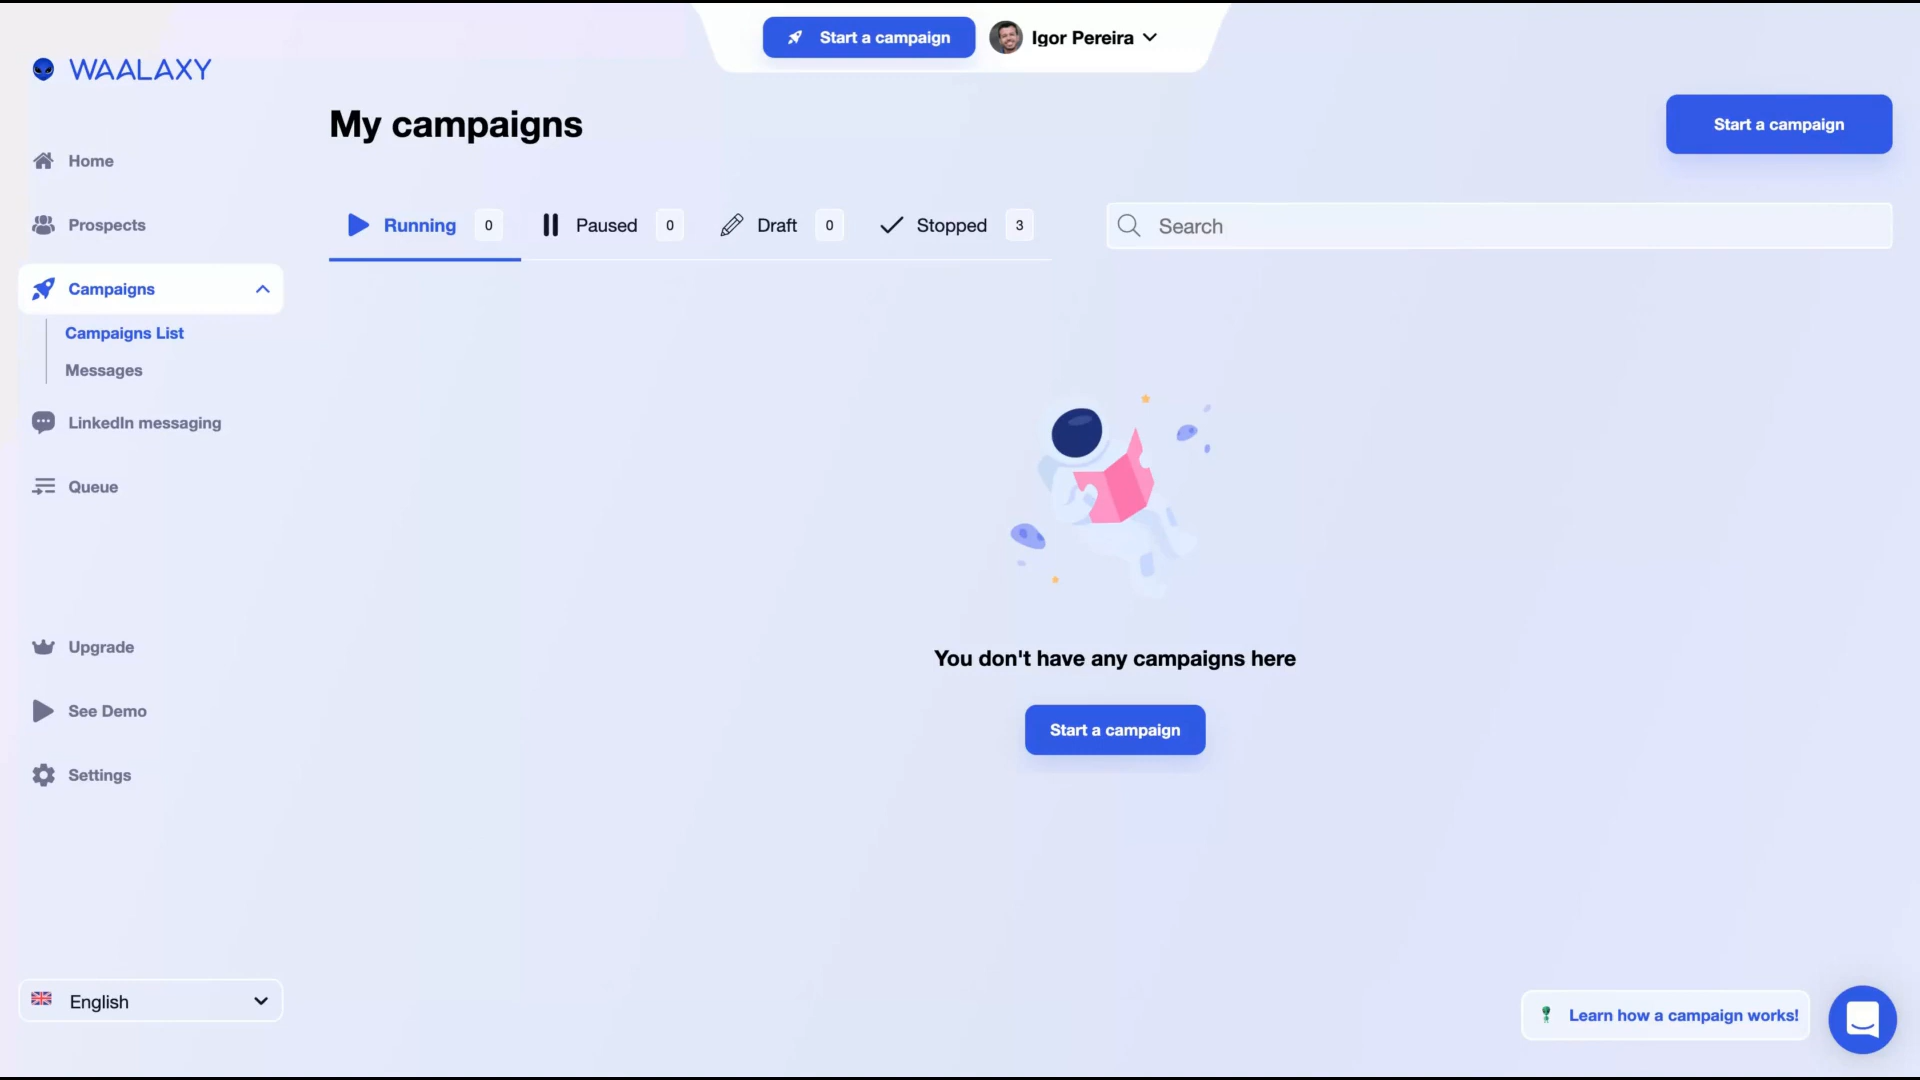 Start a campaign
Igor Pereira
WAALAXY
My campaigns
Start a campaign
Home
Prospects
Campaigns
Campaigns List
Messages
LinkedIn messaging
Queue
Upgrade
See Demo
Settings
English
Running 0
Paused 0
Draft 0
Stopped 3
Search
You don't have any campaigns here
Start a campaign
Learn how a campaign works!